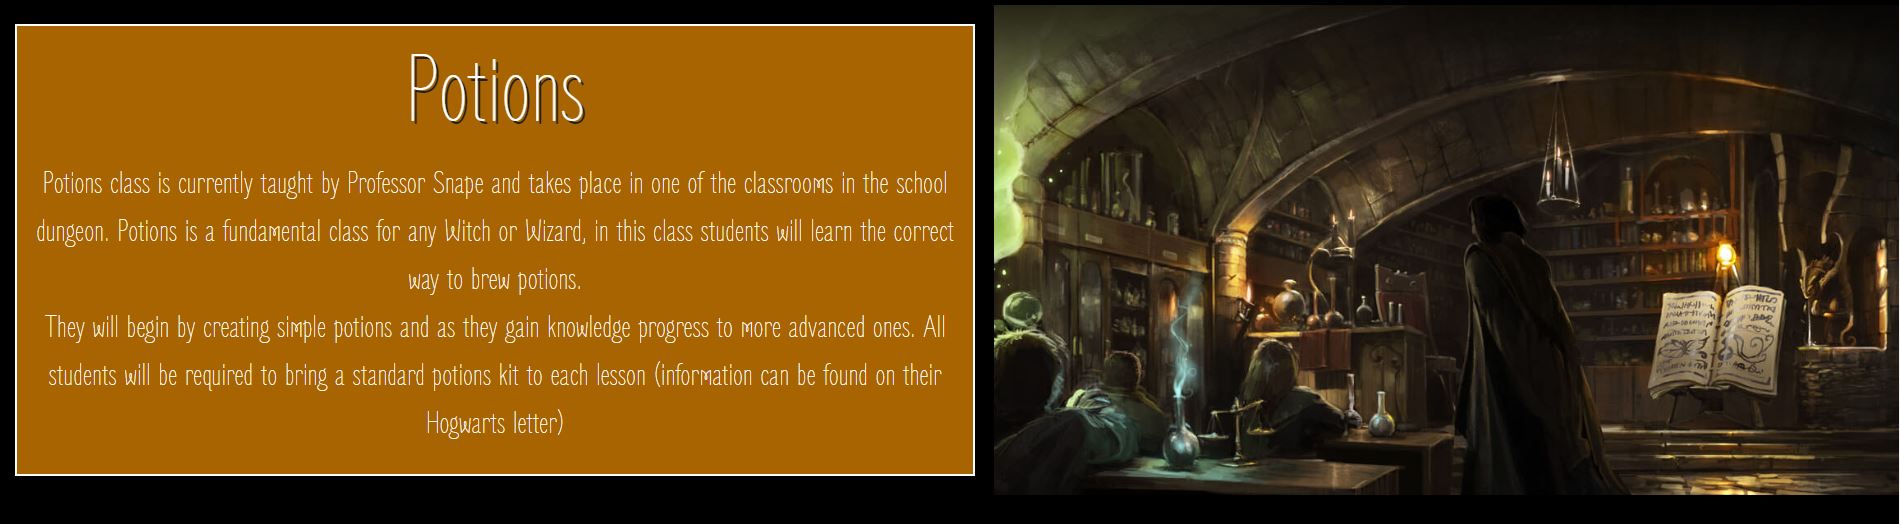 Potions
Potions class is currently taught by Professor Snape and takes place in one of the classrooms in the school
dungeon. Potions is a fundamental class for any Witch or Wizard, in this class students will learn the correct
way to brew potions.
They will begin by creating simple potions and as they gain knowledge progress to more advanced ones. All
students will be required to bring a standard potions kit to each lesson (information can be found on their
Hogwarts letter)